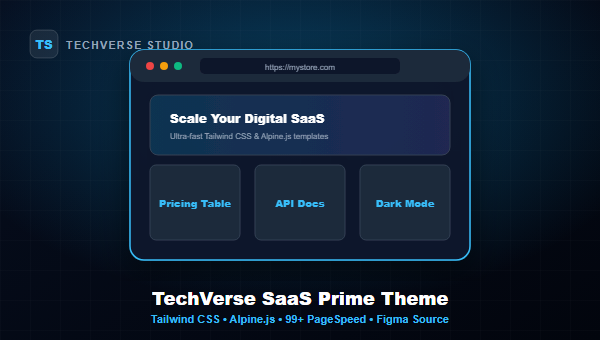 TS TECHVERSE STUDIO
https://mystore.com
Scale Your Digital SaaS
Ultra-fast Tailwind CSS & Alpine.js templates
Pricing Table
API Docs
Dark Mode
TechVerse SaaS Prime Theme
Tailwind CSS • Alpine.js • 99+ PageSpeed • Figma Source